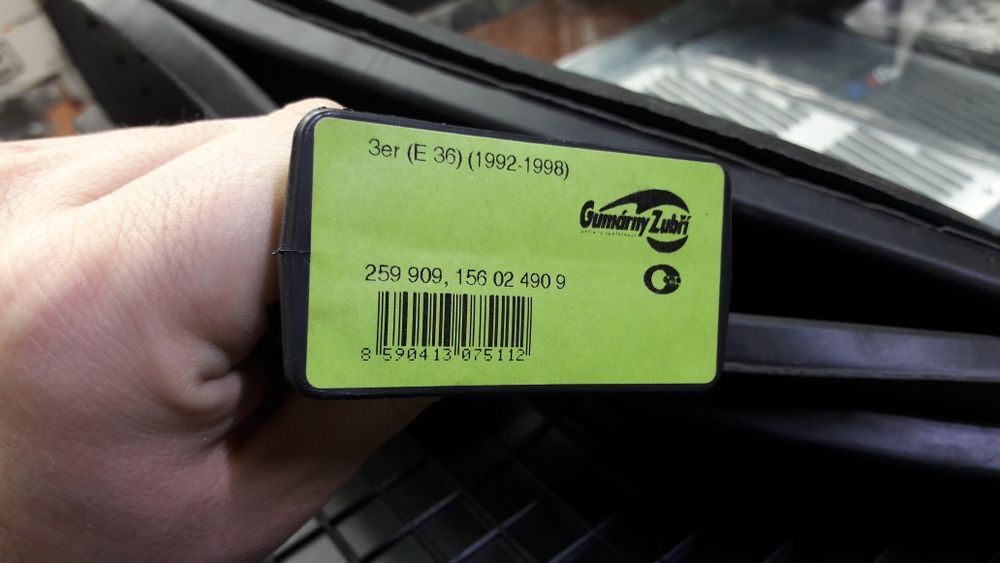 3er (E 36) (1992-1998)
Gumárny Zubří
259 909, 156 02 490 9
8 590413 075112